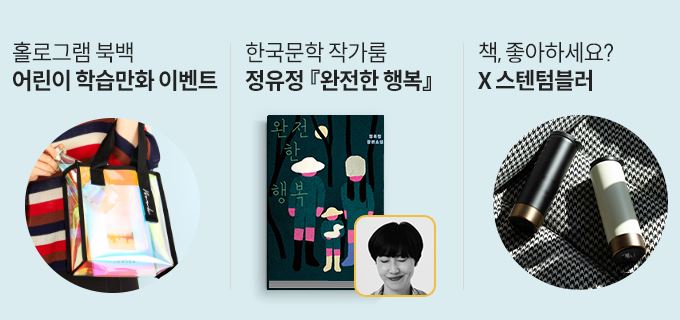 홀로그램 북백
어린이 학습만화 이벤트
한국문학 작가룸
정유정 『완전한 행복』
완전
한
행복
정유정
장편소설
책, 좋아하세요?
X 스텐텀블러